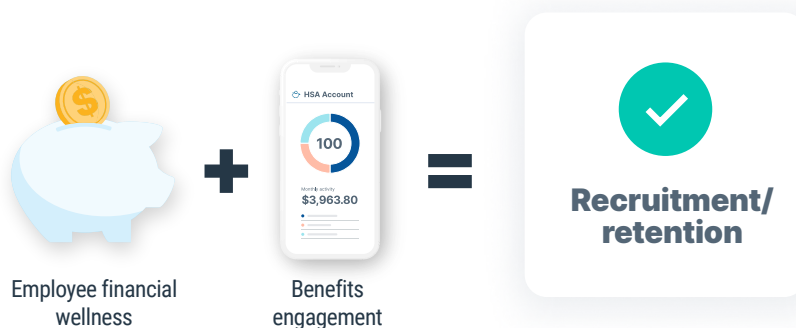 $
HSA Account
100
Monthly activity
$3,963.80
Recruitment/
retention
Employee financial
wellness
Benefits
engagement